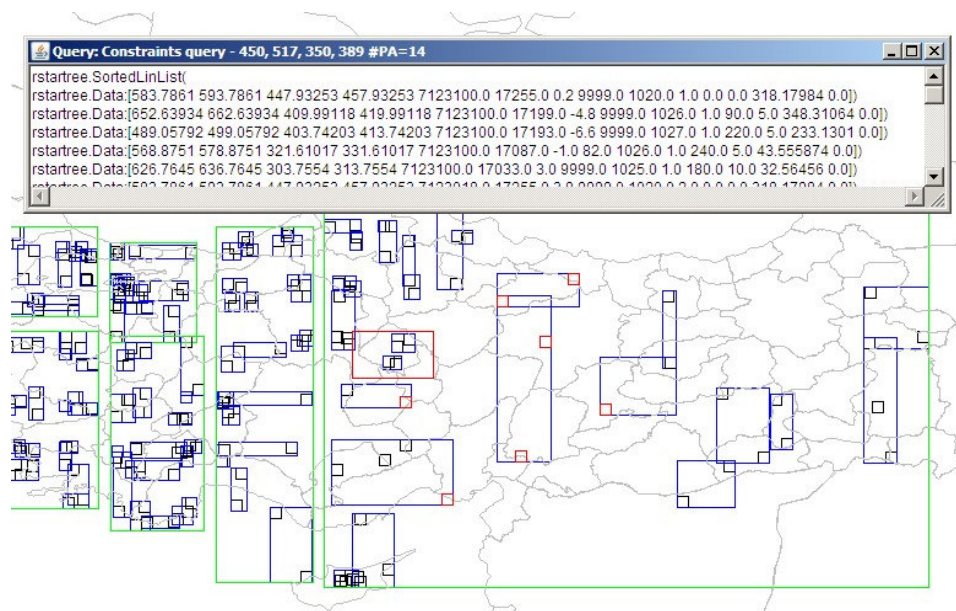 Query: Constraints query - 450, 517, 350, 389 #PA=14
rstartree.SortedLinList(
rstartree.Data:[583.7861 593.7861 447.93253 457.93253 7123100.0 17255.0 0.2 9999.0 1020.0 1.0 0.0 0.0 318.17984 0.0])
rstartree.Data:[652.63934 662.63934 409.99118 419.99118 7123100.0 17199.0 -4.8 9999.0 1026.0 1.0 90.0 5.0 348.31064 0.0])
rstartree.Data:[489.05792 499.05792 403.74203 413.74203 7123100.0 17193.0 -6.6 9999.0 1027.0 1.0 220.0 5.0 233.1301 0.0])
rstartree.Data:[568.8751 578.8751 321.61017 331.61017 7123100.0 17087.0 -1.0 82.0 1026.0 1.0 240.0 5.0 43.555874 0.0])
rstartree.Data:[626.7645 636.7645 303.7554 313.7554 7123100.0 17033.0 3.0 9999.0 1025.0 1.0 180.0 10.0 32.56456 0.0])